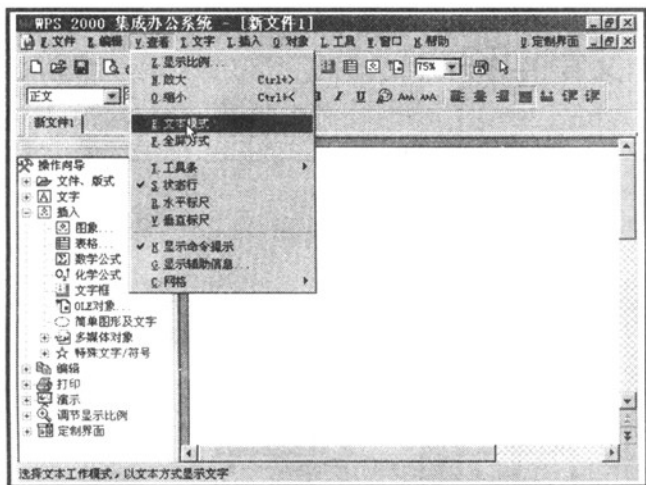 WPS 2000 集成办公系统 - [新文件1]
文件 编辑 V.查看 I.文字 插入 O.对象 工具 窗口 帮助 定制界面
75%
正文
B I U
新文件1
Z.显示比例...
N.放大 Ctrl+>
O.缩小 Ctrl+<
文本模式
全屏方式
T.工具条
S.状态行
水平标尺
V.垂直标尺
显示命令提示
显示辅助信息...
C.网格
操作向导
文件、版式
文字
插入
图象...
表格...
数学公式
化学公式
文字框
OLE对象...
简单图形及文字
多媒体对象
特殊文字/符号
编辑
打印
演示
调节显示比例
定制界面
选择文本工作模式，以文本方式显示文字